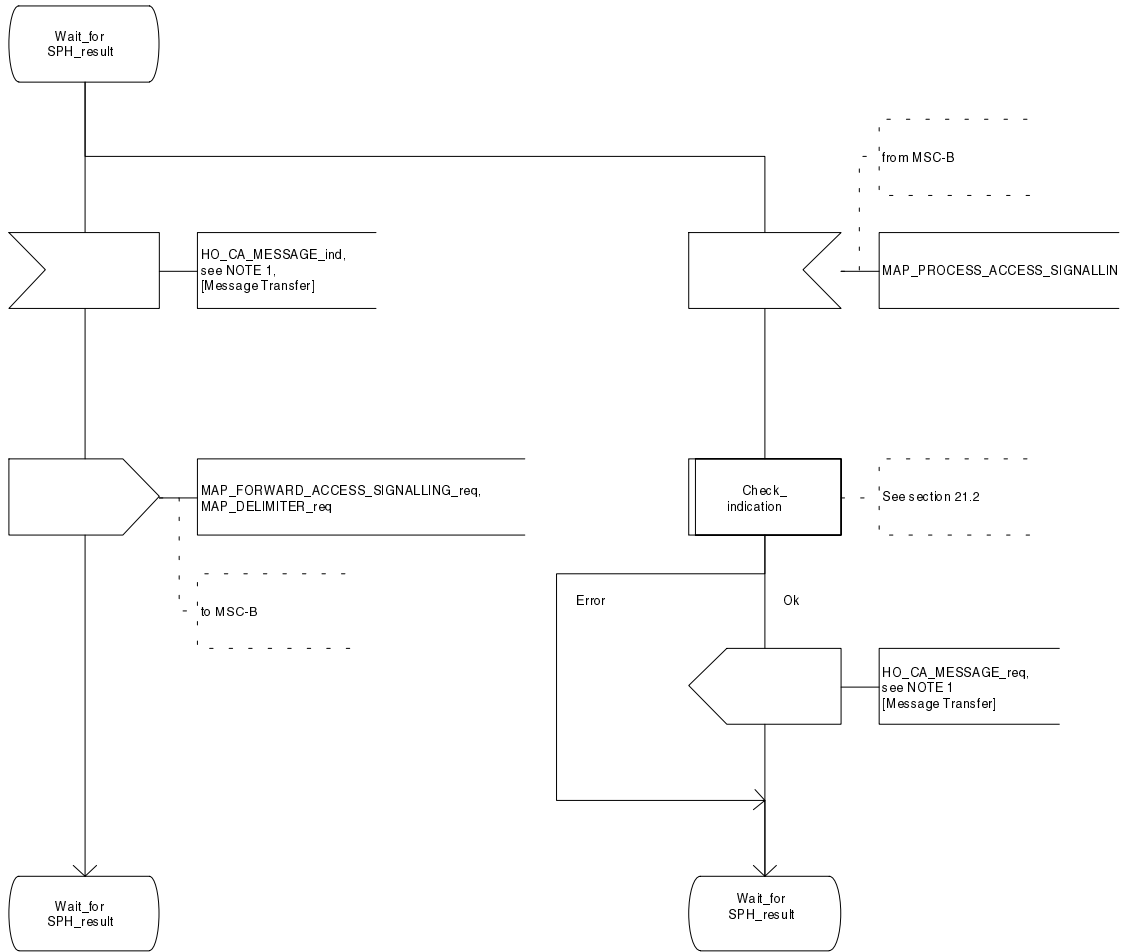 Wait_for
SPH_result
from MSC-B
HO_CA_MESSAGE_ind,
see NOTE 1,
[Message Transfer]
MAP_PROCESS_ACCESS_SIGNALLIN
MAP_FORWARD_ACCESS_SIGNALLING_req,
MAP_DELIMITER_req
Check_
indication
See section 21.2
to MSC-B
Error
Ok
HO_CA_MESSAGE_req,
see NOTE 1
[Message Transfer]
Wait_for
SPH_result
Wait_for
SPH_result